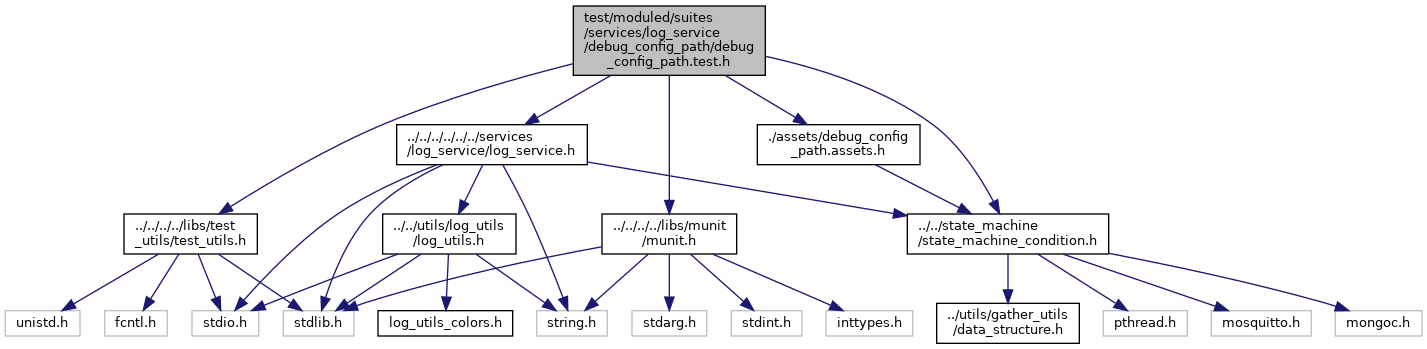 test/moduled/suites
/services/log_service
/debug_config_path/debug
_config_path.test.h
../../../../../../services
/log_service/log_service.h
./assets/debug_config
_path.assets.h
../../../../libs/test
_utils/test_utils.h
../../utils/log_utils
/log_utils.h
../../../../libs/munit
/munit.h
../../state_machine
/state_machine_condition.h
unistd.h
fcntl.h
stdio.h
stdlib.h
log_utils_colors.h
string.h
stdarg.h
stdint.h
inttypes.h
../utils/gather_utils
/data_structure.h
pthread.h
mosquitto.h
mongoc.h